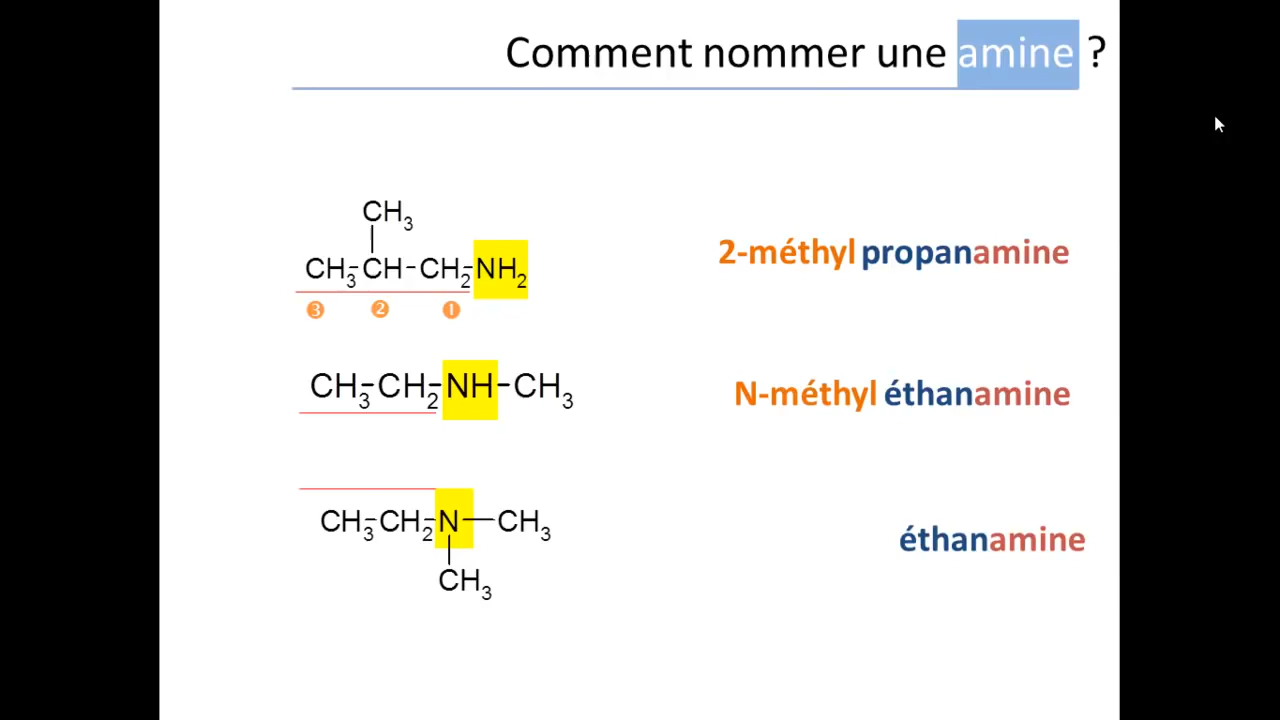 Comment nommer une amine ?
CH3
CH3-CH-CH2-NH2
2-méthyl propanamine
3 2 1
CH3-CH2-NH-CH3
N-méthyl éthanamine
CH3-CH2-N-CH3
éthanamine
CH3